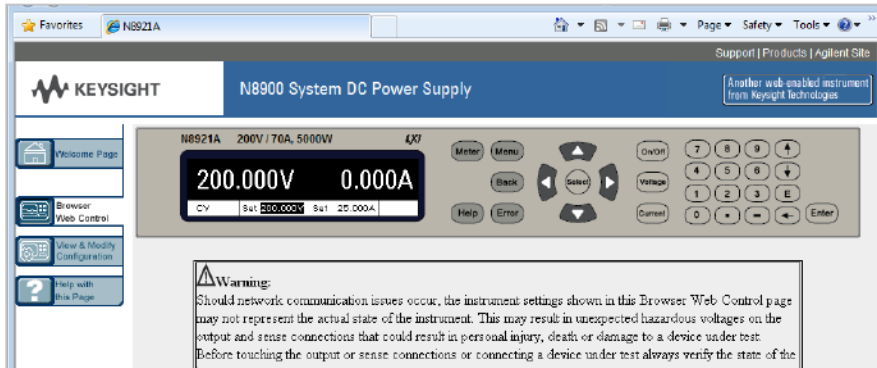 Favorites N8921A Page Safety Tools
Support | Products | Agilent Site
KEYSIGHT N8900 System DC Power Supply Another web-enabled instrument
from Keysight Technologies
Welcome Page
Browser
Web Control
View & Modify
Configuration
Help with
this Page
N8921A 200V / 70A, 5000W LXI
200.000V 0.000A
CV Set 200.000V Set 25.000A
Meter Menu
Back
Help Error
Select
On/Off
Voltage
Current
7 8 9
4 5 6
1 2 3 E
0 . - Enter
Warning:
Should network communication issues occur, the instrument settings shown in this Browser Web Control page
may not represent the actual state of the instrument. This may result in unexpected hazardous voltages on the
output and sense connections that could result in personal injury, death or damage to a device under test.
Before touching the output or sense connections or connecting a device under test always verify the state of the